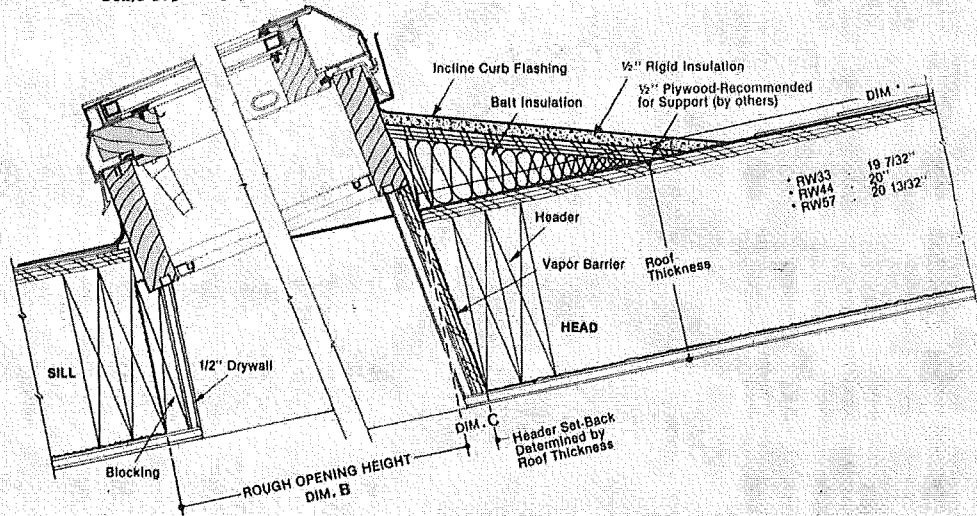 Incline Curb Flashing
½" Rigid Insulation
½" Plywood-Recommended
for Support (by others)
Batt Insulation
DIM.*
* RW33 - 19 7/32"
* RW44 - 20"
* RW57 - 20 13/32"
Header
Vapor Barrier
Roof
Thickness
HEAD
SILL
1/2" Drywall
Blocking
DIM. C
Header Set-Back
Determined by
Roof Thickness
ROUGH OPENING HEIGHT
DIM. B